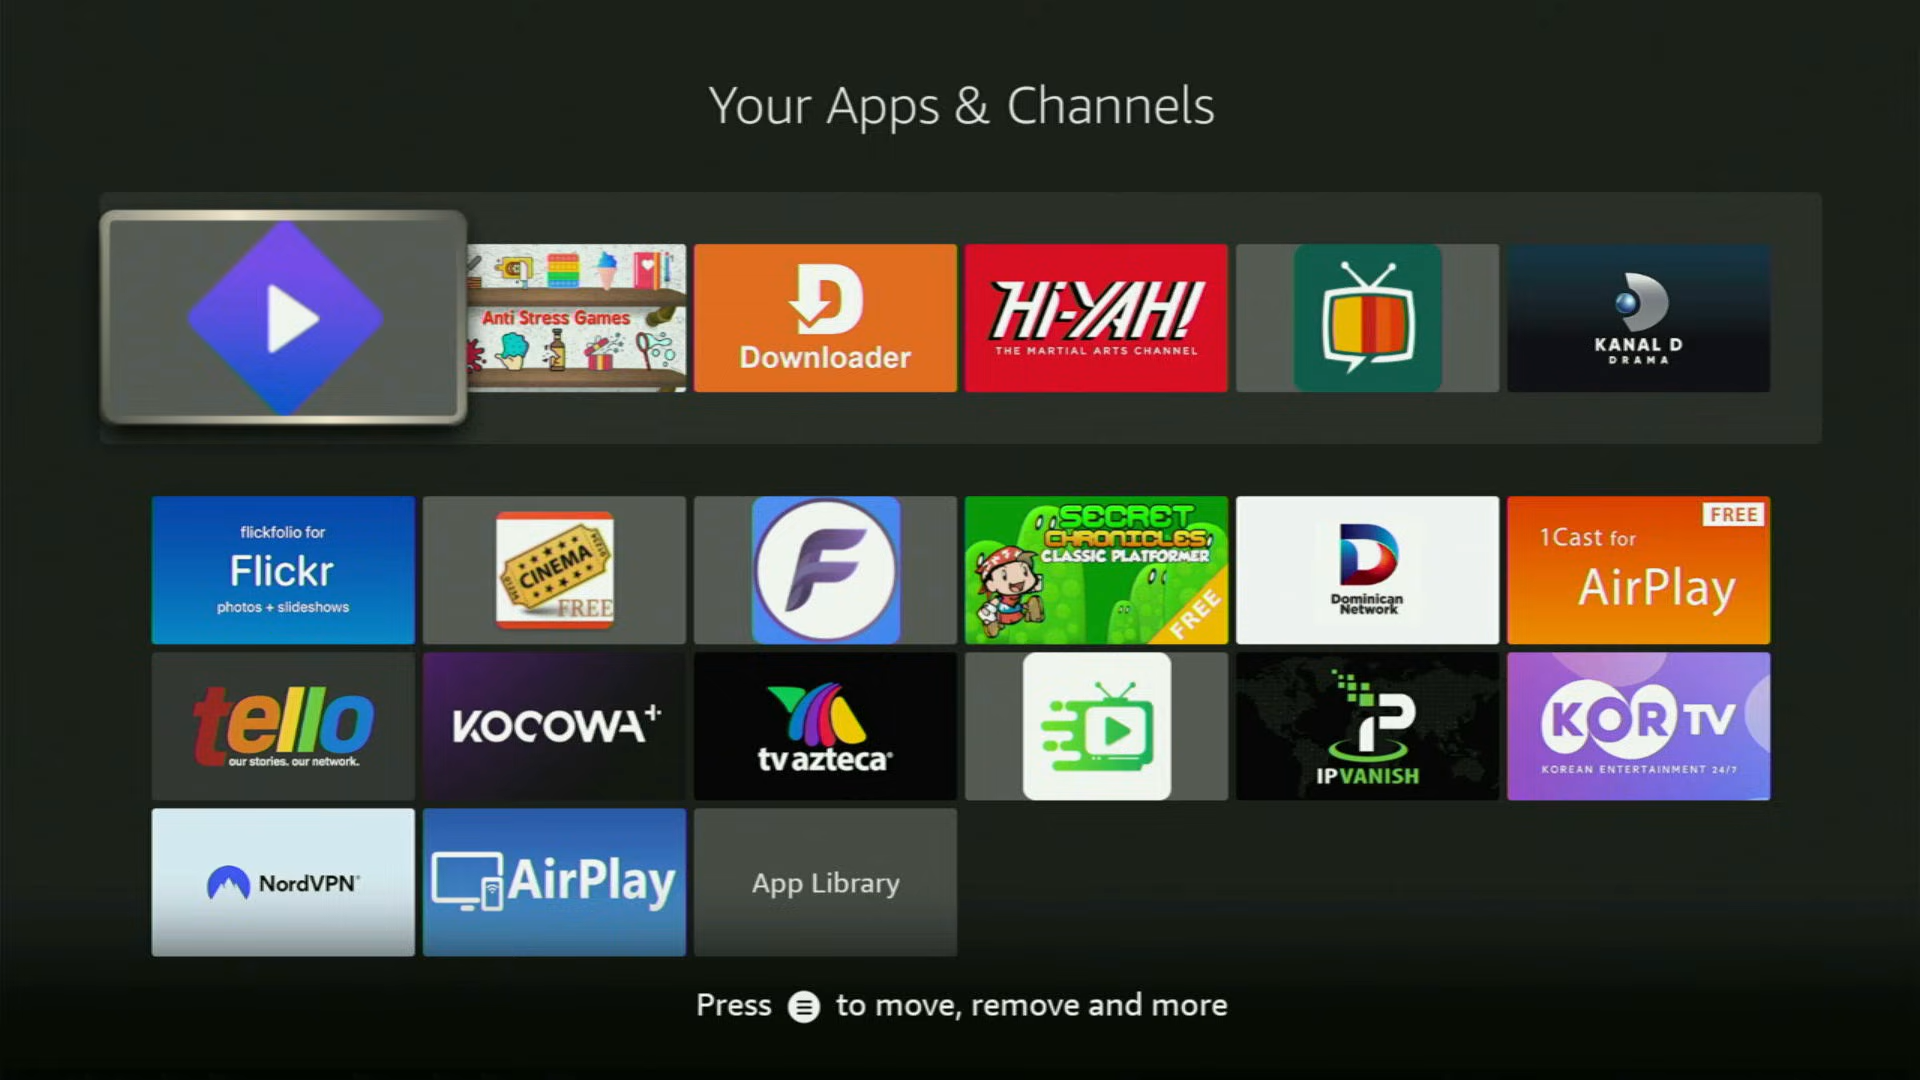 Your Apps & Channels
Anti Stress Games
D
Downloader
Hi-YAH!
THE MARTIAL ARTS CHANNEL
KANAL D
DRAMA
flickfolio for
Flickr
photos + slideshows
CINEMA
FREE
F
SECRET
CHRONICLES
CLASSIC PLATFORMER
FREE
D
Dominican
Network
FREE
1Cast for
AirPlay
tello
our stories. our network.
KOCOWA+
tv azteca
IP
IPVANISH
KORTV
KOREAN ENTERTAINMENT 24/7
NordVPN®
AirPlay
App Library
Press to move, remove and more